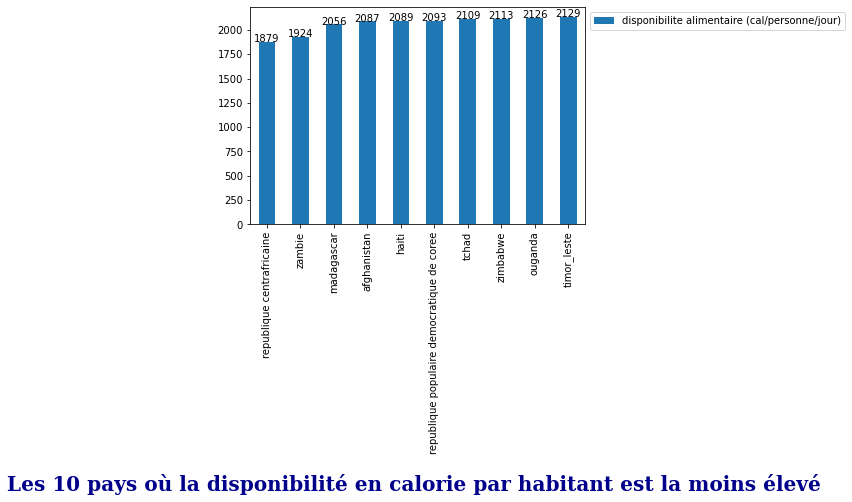 disponibilite alimentaire (cal/personne/jour)
2000
1750
1500
1250
1000
750
500
250
0
1879
1924
2056
2087
2089
2093
2109
2113
2126
2129
republique centrafricaine
zambie
madagascar
afghanistan
haiti
republique populaire democratique de coree
tchad
zimbabwe
ouganda
timor_leste
Les 10 pays où la disponibilité en calorie par habitant est la moins élevé